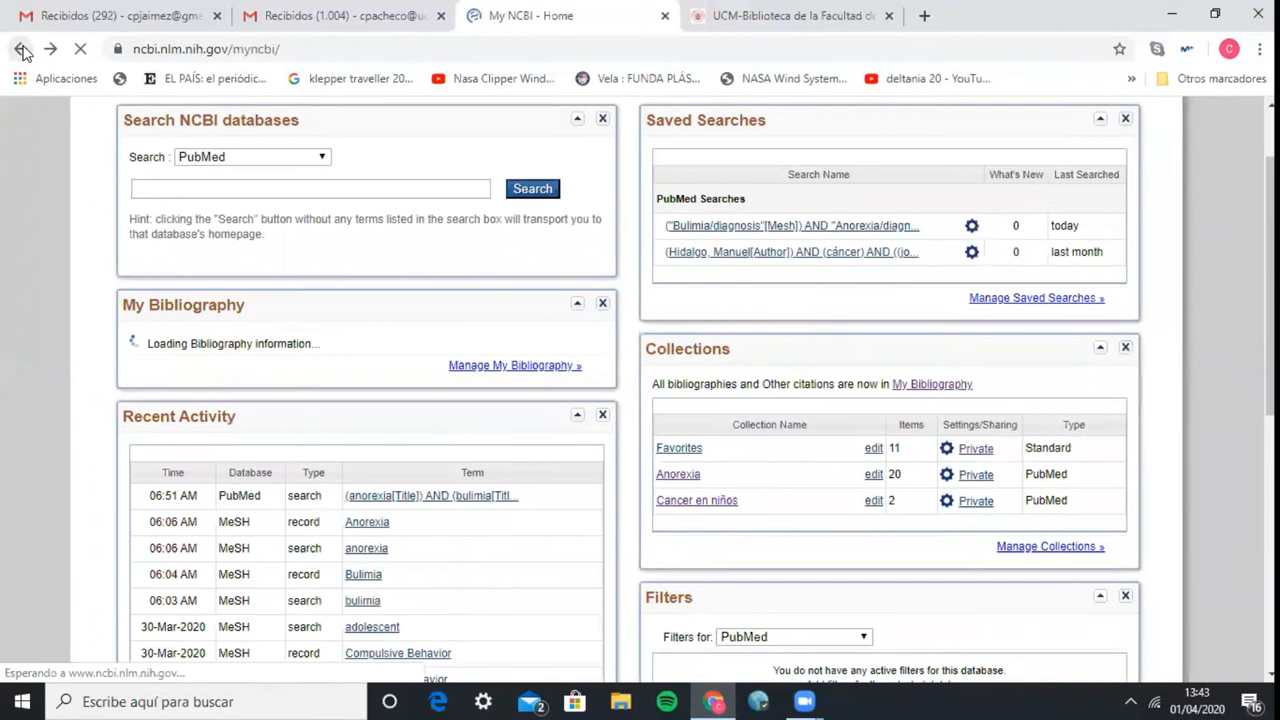 Recibidos (292) - cpjaimez@gma
Recibidos (1.004) - cpacheco@u
My NCBI - Home
UCM-Biblioteca de la Facultad de
ncbi.nlm.nih.gov/myncbi/
C
Aplicaciones
EL PAÍS: el periódic...
klepper traveller 20...
Nasa Clipper Win...
Vela : FUNDA PLÁS...
NASA Wind System...
deltania 20 - YouTu...
»
Otros marcadores
Search NCBI databases
Search : PubMed
Search
Hint: clicking the "Search" button without any terms listed in the search box will transport you to
that database's homepage.
My Bibliography
Loading Bibliography information...
Manage My Bibliography »
Recent Activity
Time Database Type Term
06:51 AM PubMed search (anorexia[Title]) AND (bulimia[Titl...
06:06 AM MeSH record Anorexia
06:06 AM MeSH search anorexia
06:04 AM MeSH record Bulimia
06:03 AM MeSH search bulimia
30-Mar-2020 MeSH search adolescent
30-Mar-2020 MeSH record Compulsive Behavior
avior
Saved Searches
Search Name What's New Last Searched
PubMed Searches
("Bulimia/diagnosis"[Mesh]) AND "Anorexia/diagn... 0 today
(Hidalgo, Manuel[Author]) AND (cáncer) AND ((jo... 0 last month
Manage Saved Searches »
Collections
All bibliographies and Other citations are now in My Bibliography
Collection Name Items Settings/Sharing Type
Favorites edit 11 Private Standard
Anorexia edit 20 Private PubMed
Cancer en niños edit 2 Private PubMed
Manage Collections »
Filters
Filters for: PubMed
You do not have any active filters for this database.
Esperando a www.ncbi.nlm.nih.gov...
Escribe aquí para buscar
2
C
13:43
01/04/2020
16